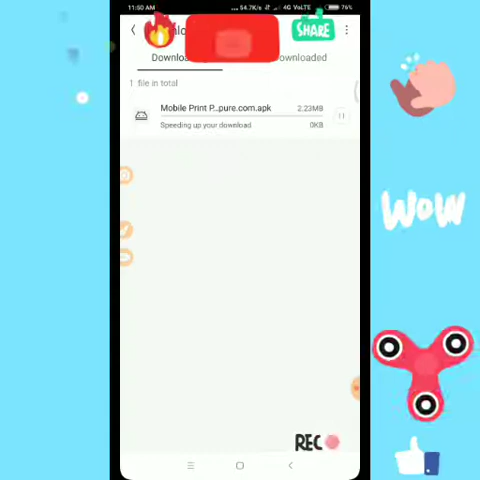 11:50 AM ... 54.7K/s 4G VoLTE 76%
SHARE
Downloaded
1 file in total
Mobile Print P...pure.com.apk 2.23MB
Speeding up your download 0KB
WOW
REC